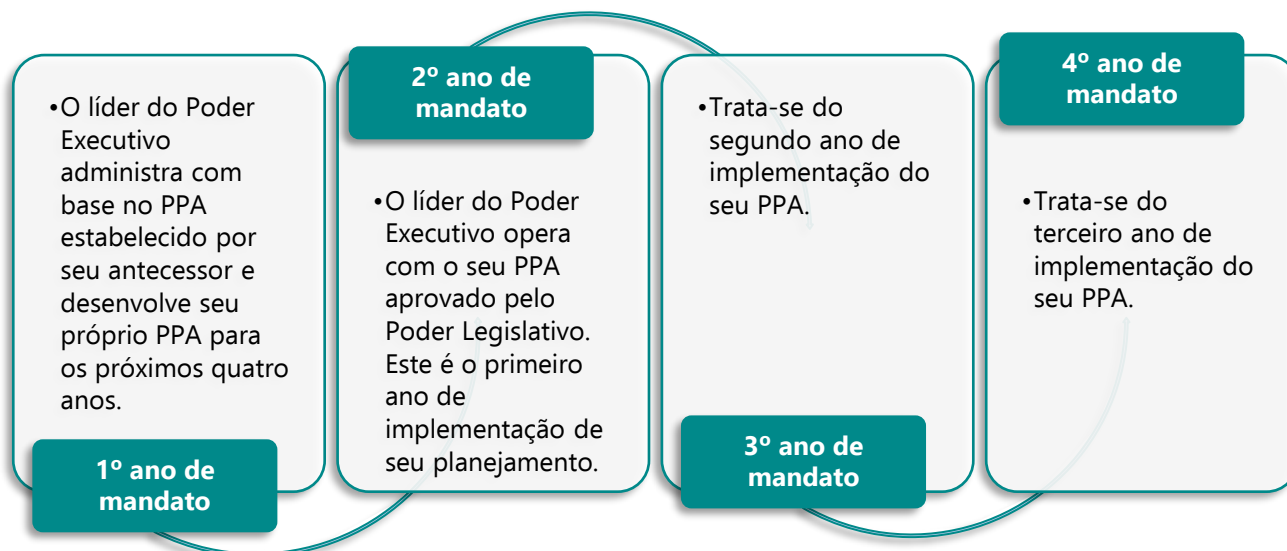 •O líder do Poder
Executivo
administra com
base no PPA
estabelecido por
seu antecessor e
desenvolve seu
próprio PPA para
os próximos quatro
anos.
1º ano de
mandato
2º ano de
mandato
•O líder do Poder
Executivo opera
com o seu PPA
aprovado pelo
Poder Legislativo.
Este é o primeiro
ano de
implementação de
seu planejamento.
•Trata-se do
segundo ano de
implementação do
seu PPA.
3º ano de
mandato
4º ano de
mandato
•Trata-se do
terceiro ano de
implementação do
seu PPA.